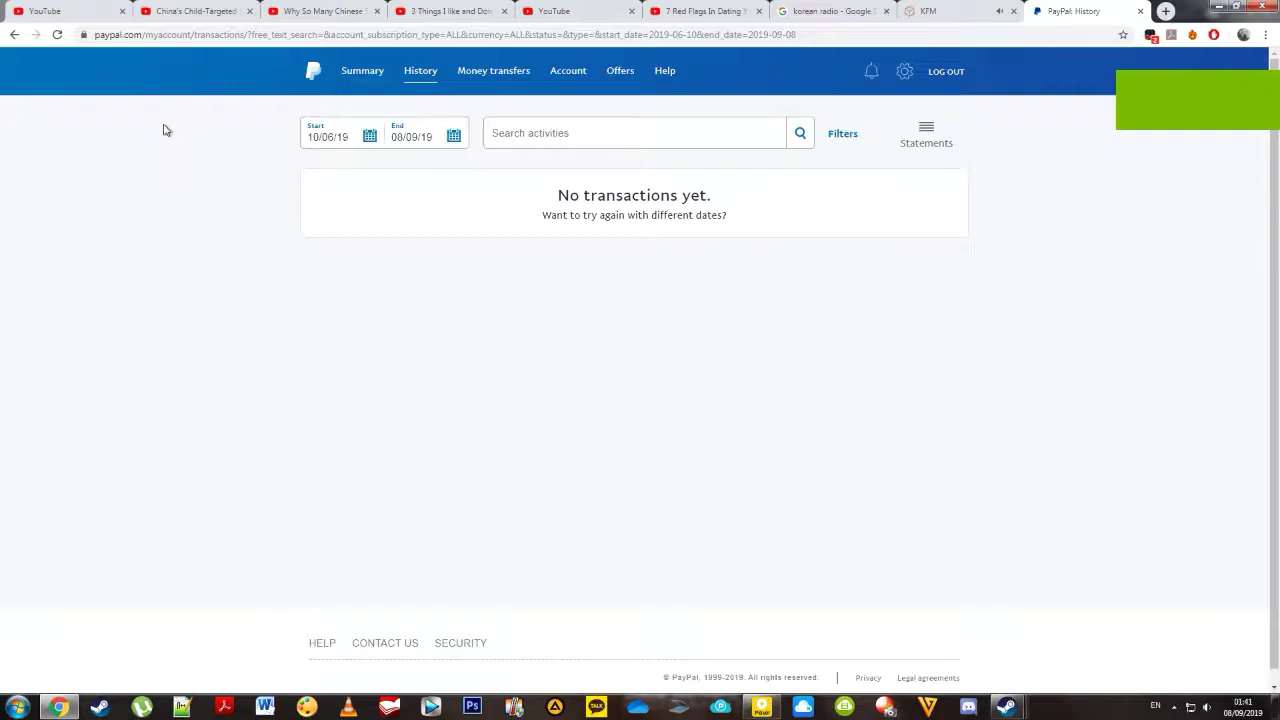 YouTube
China's Child-Targeted
Why So Many Chinese S
3 Things I like and Don
YouTube
7 Red Flags In Dating Y
korean radio - Google S
KFM
PayPak History
paypal.com/myaccount/transactions/?free_text_search=&account_subscription_type=ALL&currency=ALL&status=&type=&start_date=2019-06-10&end_date=2019-09-08
2
Summary
History
Money transfers
Account
Offers
Help
LOG OUT
Start
10/06/19
End
08/09/19
Search activities
Filters
Statements
No transactions yet.
Want to try again with different dates?
HELP
CONTACT US
SECURITY
© PayPal, 1999-2019. All rights reserved.
Privacy
Legal agreements
W
Ps
TALK
EN
01:41
08/09/2019